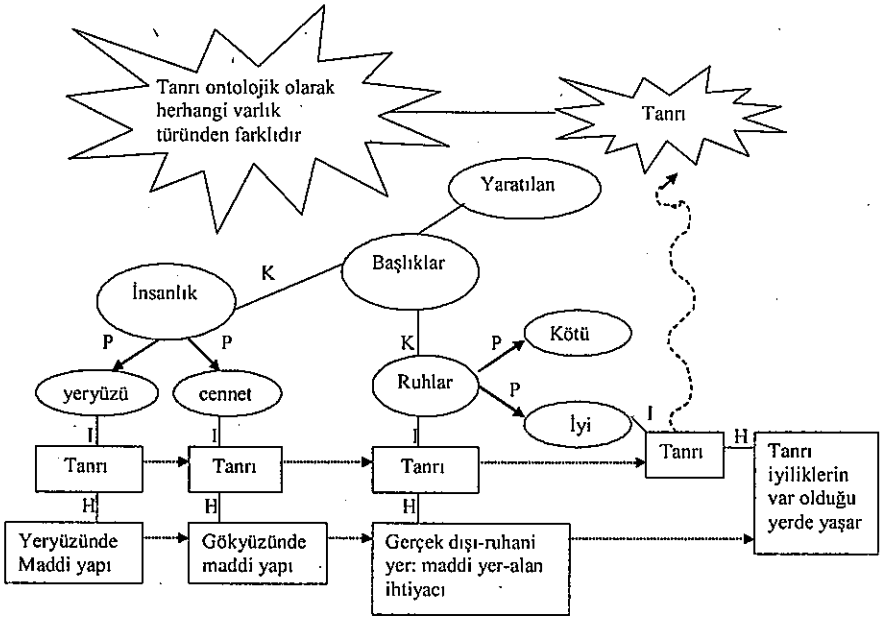 Tanrı ontolojik olarak
herhangi varlık
türünden farklıdır
Tanrı
Yaratılan
Başlıklar
K
İnsanlık
K
P
P
P
P
Kötü
Ruhlar
yeryüzü
cennet
İyi
I
I
I
I
Tanrı
Tanrı
Tanrı
Tanrı
H
Tanrı
iyiliklerin
var olduğu
yerde yaşar
H
H
H
Yeryüzünde
Maddi yapı
Gökyüzünde
maddi yapı
Gerçek dışı-ruhani
yer: maddi yer-alan
ihtiyacı